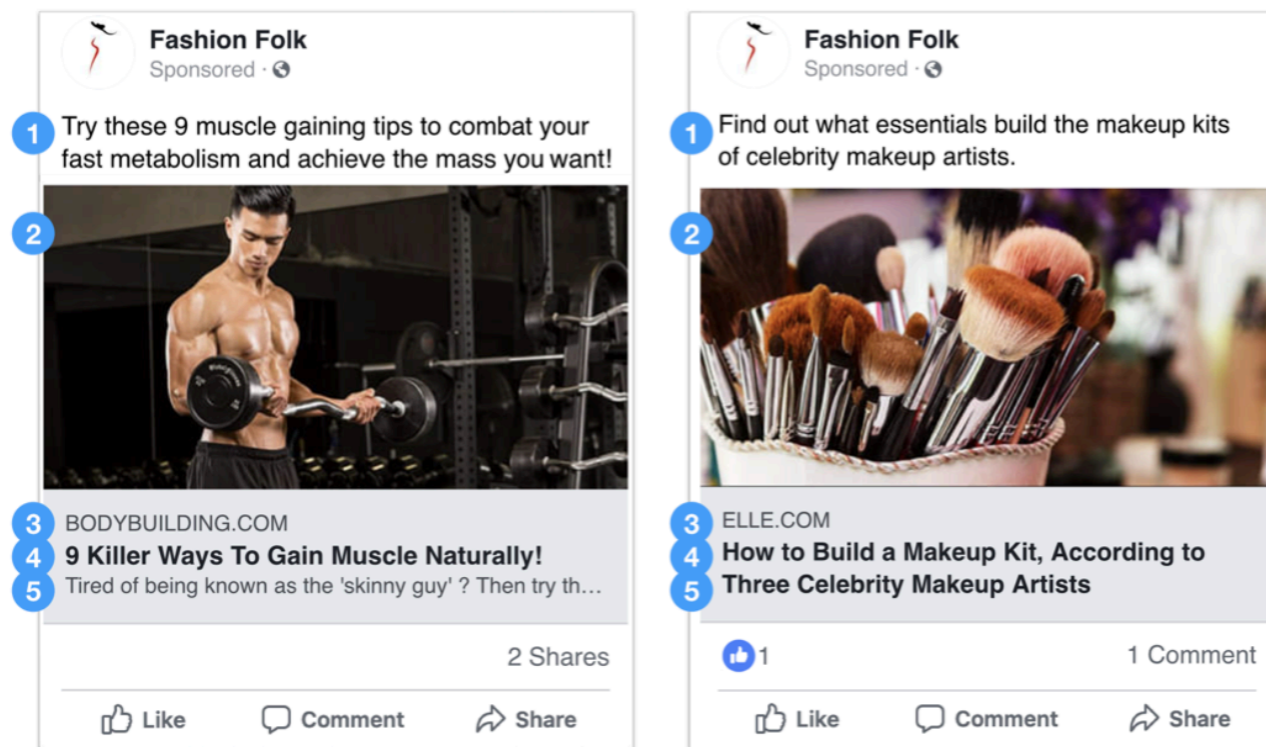 Fashion Folk
Sponsored ·
1 Try these 9 muscle gaining tips to combat your
fast metabolism and achieve the mass you want!
2
3 BODYBUILDING.COM
4 9 Killer Ways To Gain Muscle Naturally!
5 Tired of being known as the 'skinny guy' ? Then try th...
2 Shares
Like Comment Share
Fashion Folk
Sponsored ·
1 Find out what essentials build the makeup kits
of celebrity makeup artists.
2
3 ELLE.COM
4 How to Build a Makeup Kit, According to
5 Three Celebrity Makeup Artists
1 1 Comment
Like Comment Share